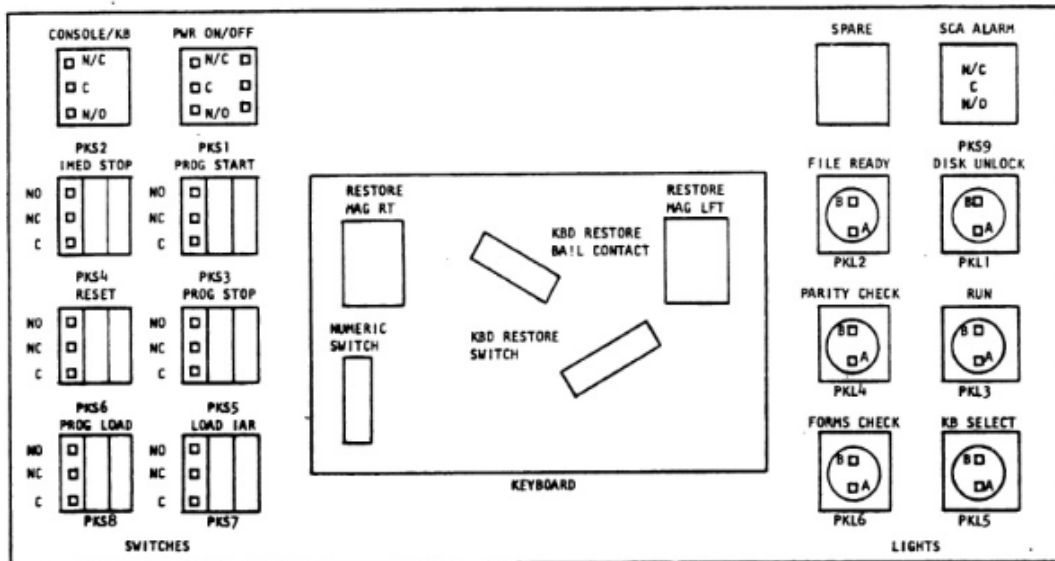 CONSOLE/KB PWR ON/OFF SPARE SCA ALARM
N/C N/C N/C
C C C
N/O N/O N/O
PKS2 PKS1 PKS9
IMED STOP PROG START FILE READY DISK UNLOCK
NO NO
NC NC
C C
B B
A A
PKS4 PKS3 PKL2 PKL1
RESTORE MAG RT
RESTORE MAG LFT
KBD RESTORE
BAIL CONTACT
RESET PROG STOP PARITY CHECK RUN
NO NO
NC NC
C C
B B
A A
NUMERIC SWITCH
KBD RESTORE
SWITCH
PKS6 PKS5 PKL4 PKL3
PROG LOAD LOAD IAR FORMS CHECK KB SELECT
NO NO
NC NC
C C
B B
A A
PKS8 PKS7 PKL6 PKL5
KEYBOARD
SWITCHES LIGHTS